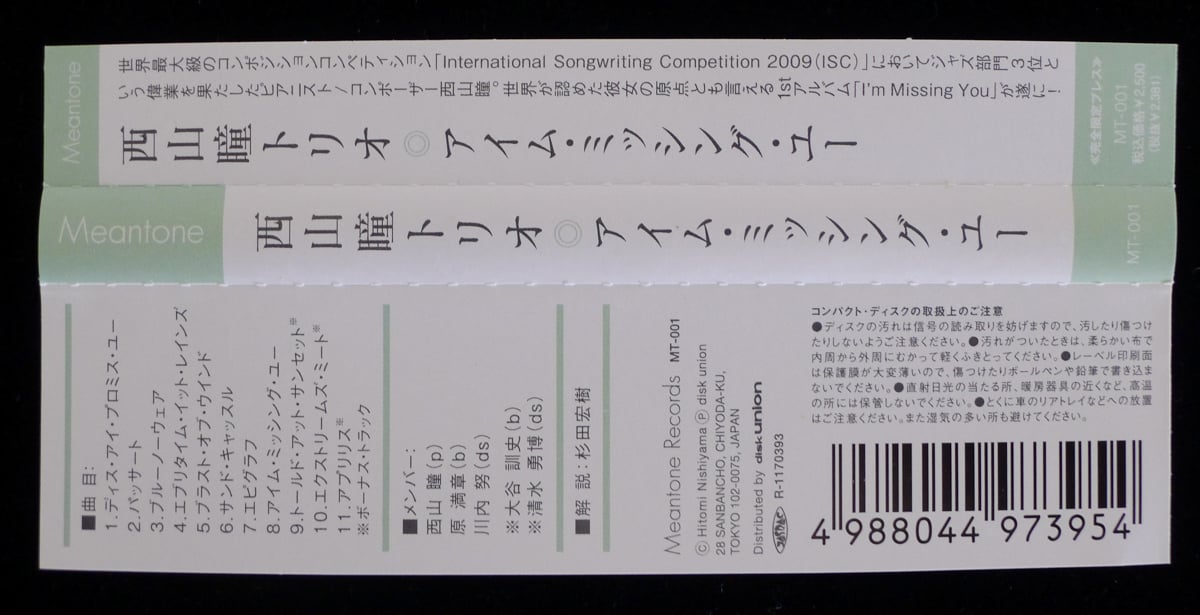 Meantone
世界最大級のコンポジションコンペティション「International Songwriting Competition 2009(ISC)」においてジャズ部門3位と
いう偉業を果たしたピアニスト/コンポーザー西山瞳。世界が認めた彼女の原点とも言える1stアルバム「I'm Missing You」が遂に!
西山瞳トリオ◎アイム・ミッシング・ユー
≪完全限定プレス≫
MT-001
税込価格¥2,500
(税抜¥2,381)
Meantone
西山瞳トリオ◎アイム・ミッシング・ユー
MT-001
■曲 目:
1.ディス・アイ・プロミス・ユー
2.パッサート
3.ブルーノーウェア
4.エブリタイム・イット・レインズ
5.ブラスト・オブ・ウインド
6.サンド・キャッスル
7.エピグラフ
8.アイム・ミッシング・ユー
9.トールド・アット・サンセット※
10.エクストリームズ・ミート※
11.アプリリス※
※ボーナス・トラック
■メンバー:
西山 瞳(p)
原 満章(b)
川内 努(ds)
※大谷 訓史(b)
※清水 勇博(ds)
■解 説:杉田宏樹
Meantone Records MT-001
Ⓒ Hitomi Nishiyama Ⓟ disk union
28 SANBANCHO, CHIYODA-KU,
TOKYO 102-0075, JAPAN
Distributed by diskunion
R-1170393
JASRAC
コンパクト・ディスクの取扱上のご注意
●ディスクの汚れは信号の読み取りを妨げますので、汚したり傷つけ
たりしないようご注意ください。●汚れがついたときは、柔らかい布で
内周から外周にむかって軽くふきとってください。●レーベル印刷面
は保護膜が大変薄いので、傷つけたりボールペンや鉛筆で書き込ま
ないでください。●直射日光の当たる所、暖房器具の近くなど、高温
の所には保管しないでください。●とくに車のリアトレイなどへの放置
はご注意ください。また湿気の多い所も避けてください。
4 988044 973954